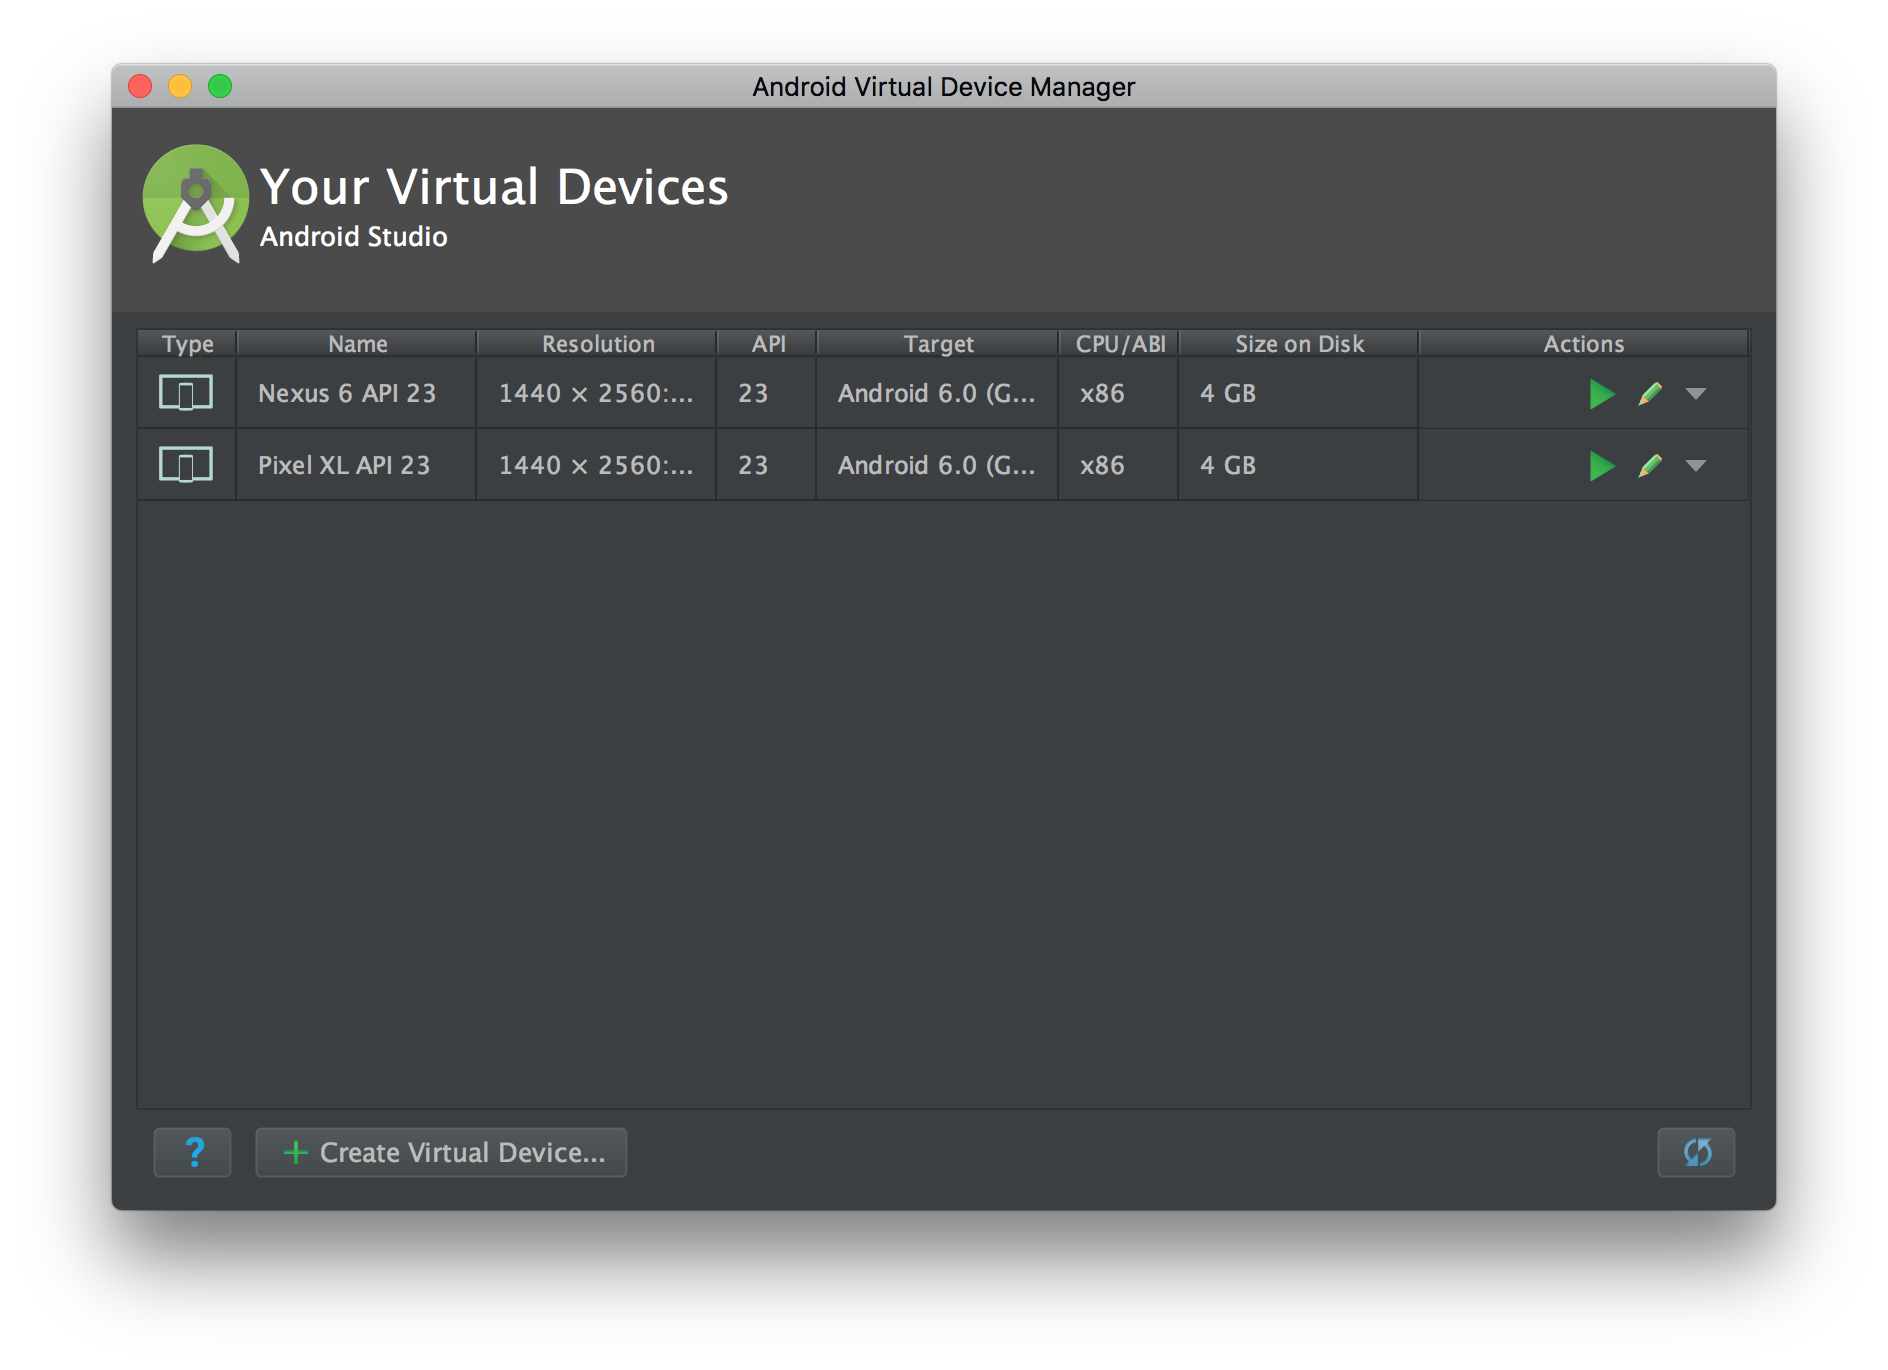 Android Virtual Device Manager
Your Virtual Devices
Android Studio
Type Name Resolution API Target CPU/ABI Size on Disk Actions
Nexus 6 API 23 1440 × 2560:... 23 Android 6.0 (G... x86 4 GB
Pixel XL API 23 1440 × 2560:... 23 Android 6.0 (G... x86 4 GB
? + Create Virtual Device...